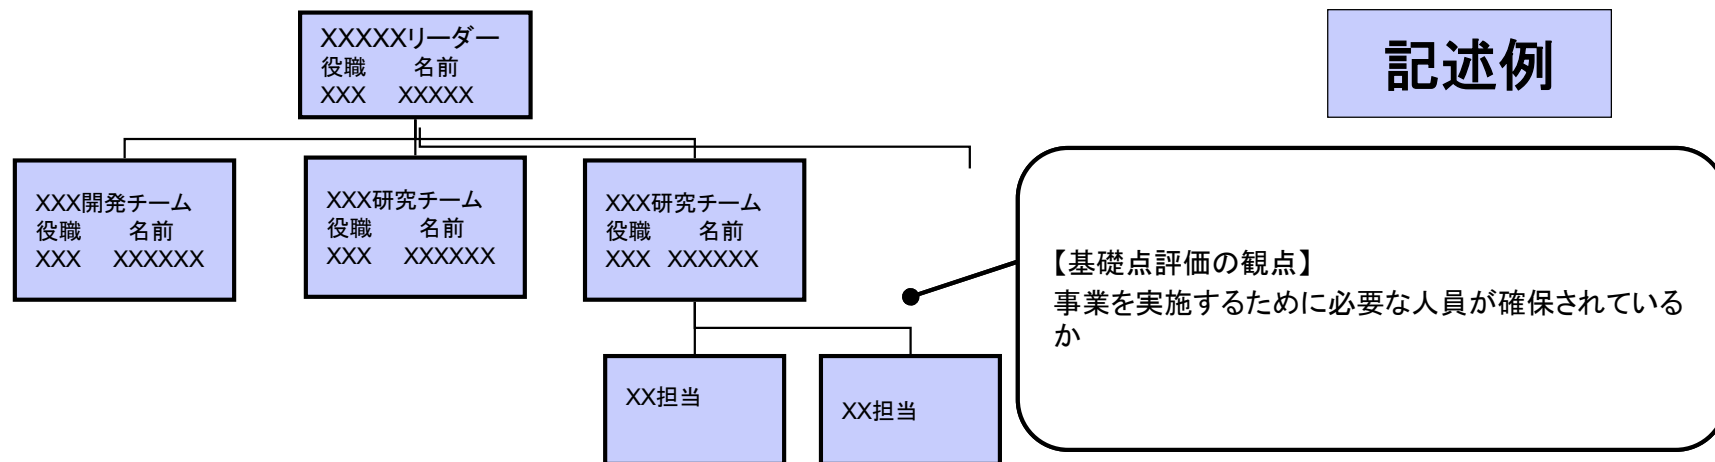 XXXXXリーダー
役職 名前
XXX XXXXX
記述例
XXX開発チーム
役職 名前
XXX XXXXXX
XXX研究チーム
役職 名前
XXX XXXXXX
XXX研究チーム
役職 名前
XXX XXXXXX
【基礎点評価の観点】
事業を実施するために必要な人員が確保されている
か
XX担当
XX担当